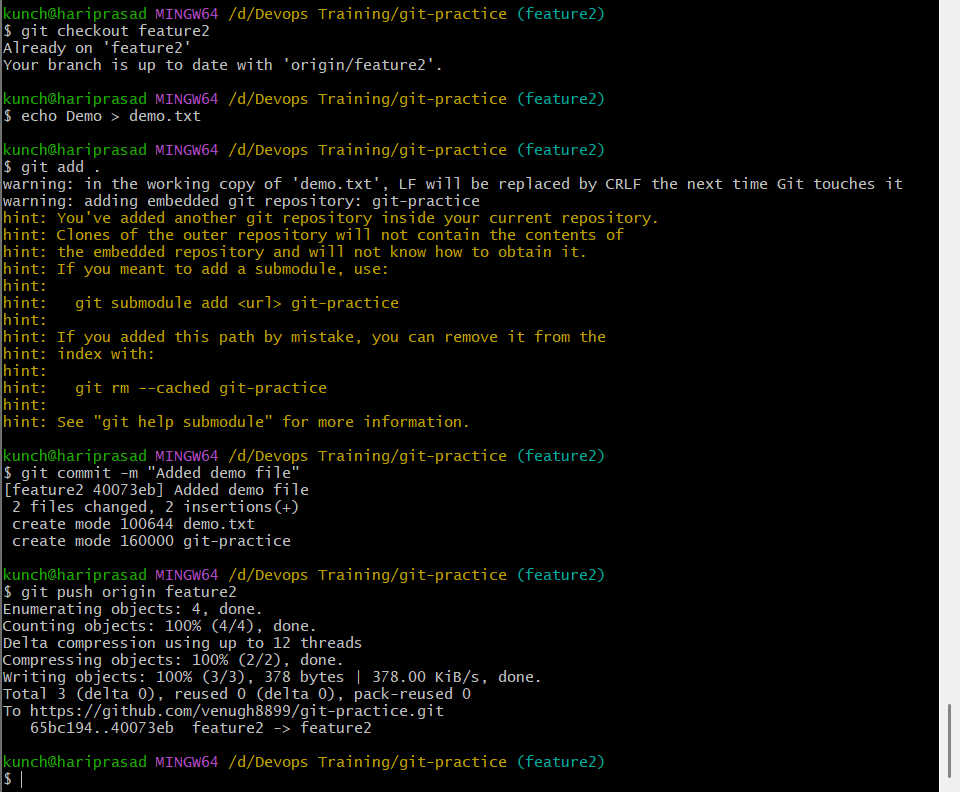 kunch@hariprasad MINGW64 /d/Devops Training/git-practice (feature2)
$ git checkout feature2
Already on 'feature2'
Your branch is up to date with 'origin/feature2'.

kunch@hariprasad MINGW64 /d/Devops Training/git-practice (feature2)
$ echo Demo > demo.txt

kunch@hariprasad MINGW64 /d/Devops Training/git-practice (feature2)
$ git add .
warning: in the working copy of 'demo.txt', LF will be replaced by CRLF the next time Git touches it
warning: adding embedded git repository: git-practice
hint: You've added another git repository inside your current repository.
hint: Clones of the outer repository will not contain the contents of
hint: the embedded repository and will not know how to obtain it.
hint: If you meant to add a submodule, use:
hint:
hint:   git submodule add <url> git-practice
hint:
hint: If you added this path by mistake, you can remove it from the
hint: index with:
hint:
hint:   git rm --cached git-practice
hint:
hint: See "git help submodule" for more information.

kunch@hariprasad MINGW64 /d/Devops Training/git-practice (feature2)
$ git commit -m "Added demo file"
[feature2 40073eb] Added demo file
 2 files changed, 2 insertions(+)
 create mode 100644 demo.txt
 create mode 160000 git-practice

kunch@hariprasad MINGW64 /d/Devops Training/git-practice (feature2)
$ git push origin feature2
Enumerating objects: 4, done.
Counting objects: 100% (4/4), done.
Delta compression using up to 12 threads
Compressing objects: 100% (2/2), done.
Writing objects: 100% (3/3), 378 bytes | 378.00 KiB/s, done.
Total 3 (delta 0), reused 0 (delta 0), pack-reused 0
To https://github.com/venugh8899/git-practice.git
   65bc194..40073eb  feature2 -> feature2

kunch@hariprasad MINGW64 /d/Devops Training/git-practice (feature2)
$